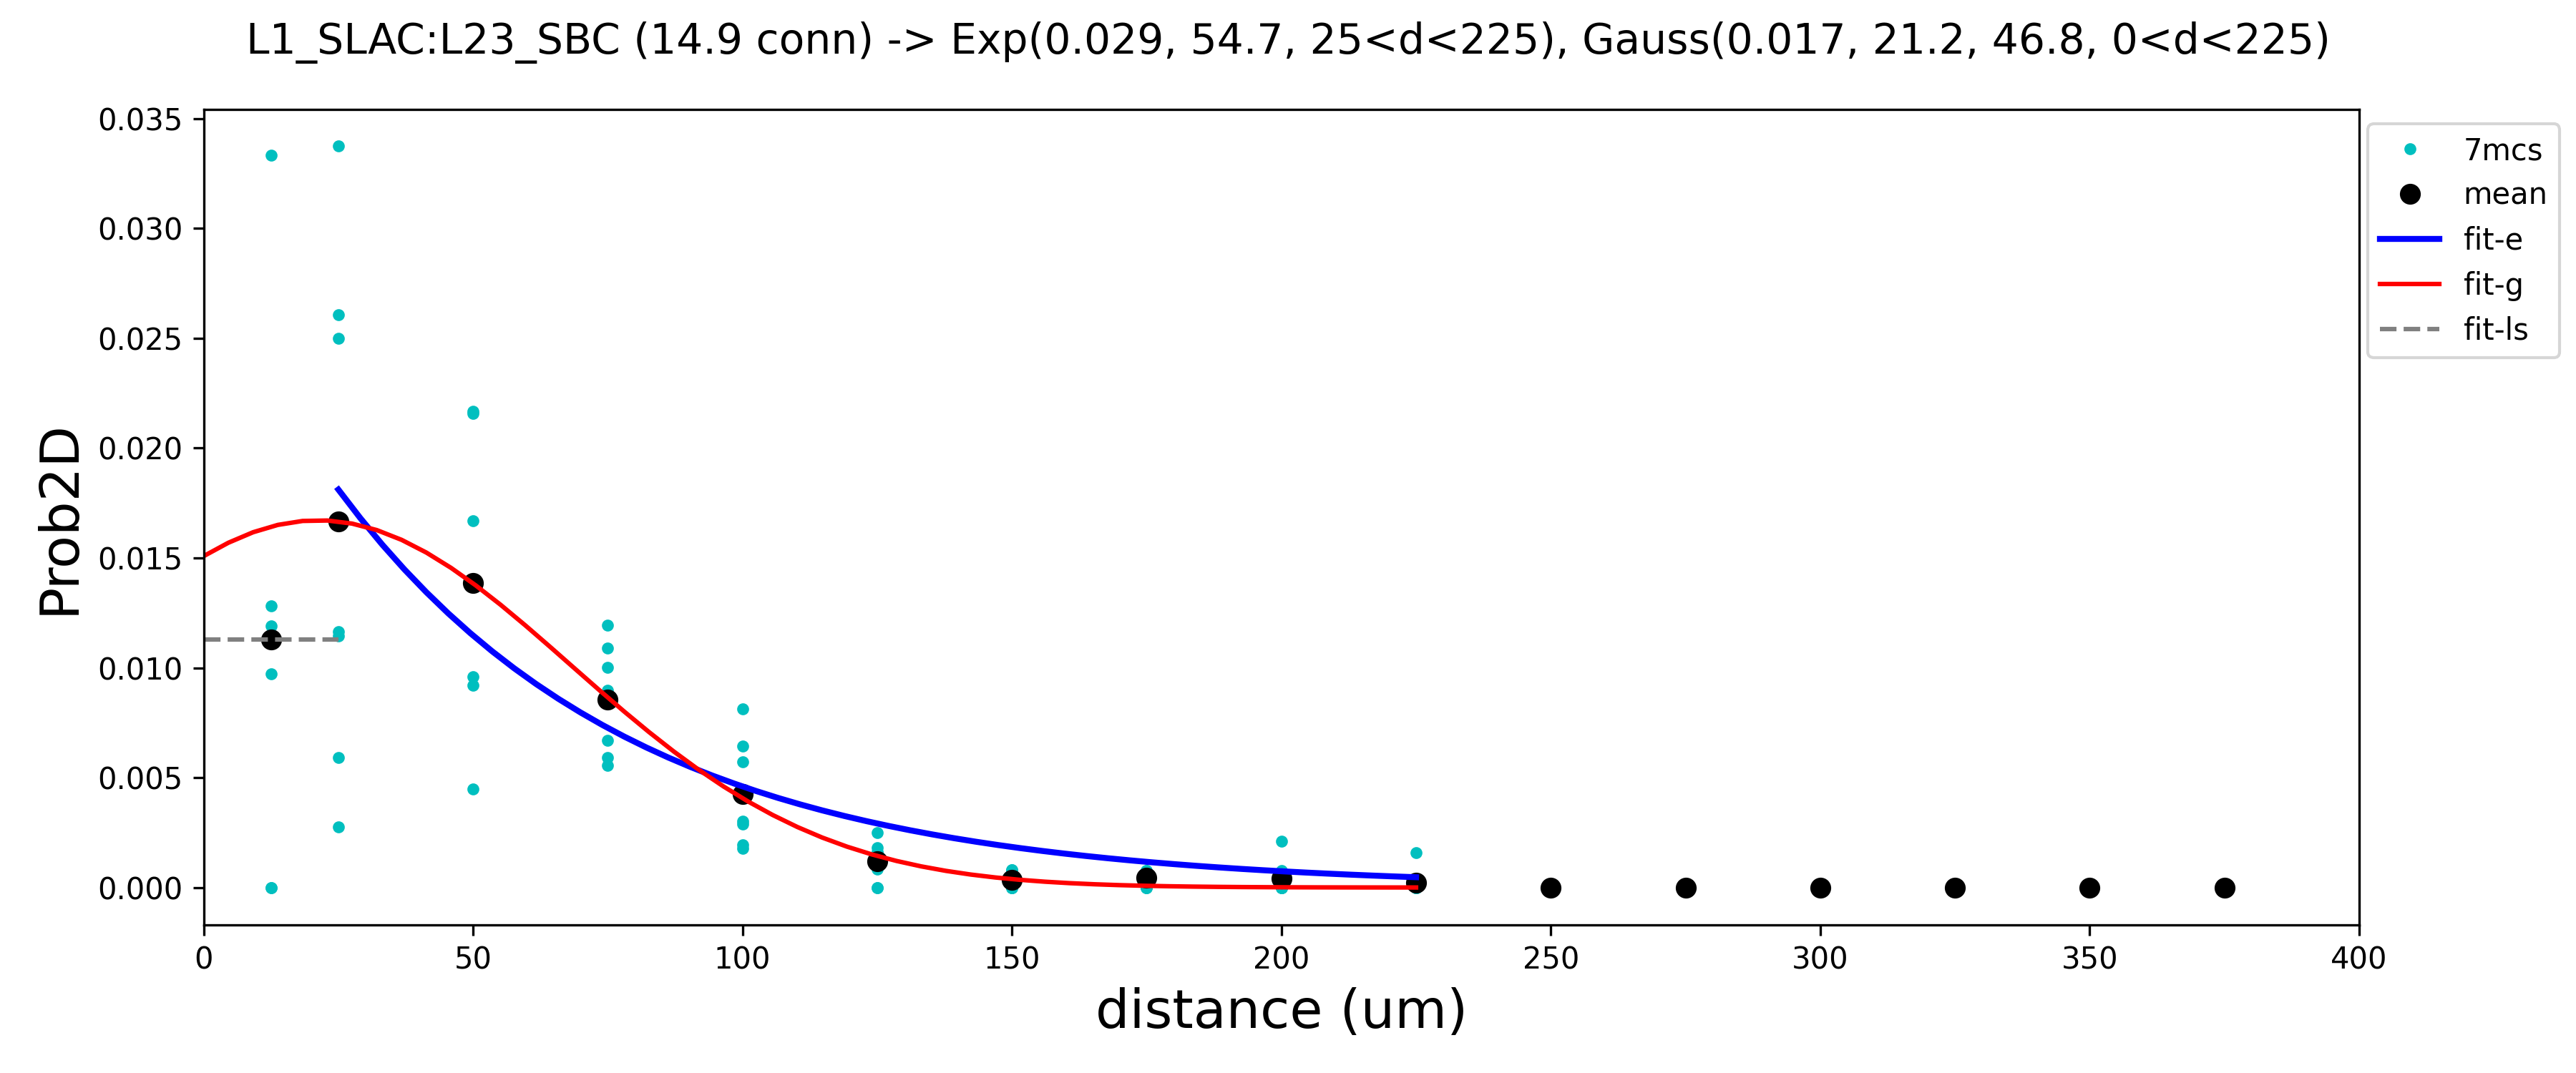 L1_SLAC:L23_SBC (14.9 conn) -> Exp(0.029, 54.7, 25<d<225), Gauss(0.017, 21.2, 46.8, 0<d<225)
0.035
0.030
0.025
0.020
0.015
0.010
0.005
0.000
Prob2D
0 50 100 150 200 250 300 350 400
distance (um)
7mcs
mean
fit-e
fit-g
fit-ls